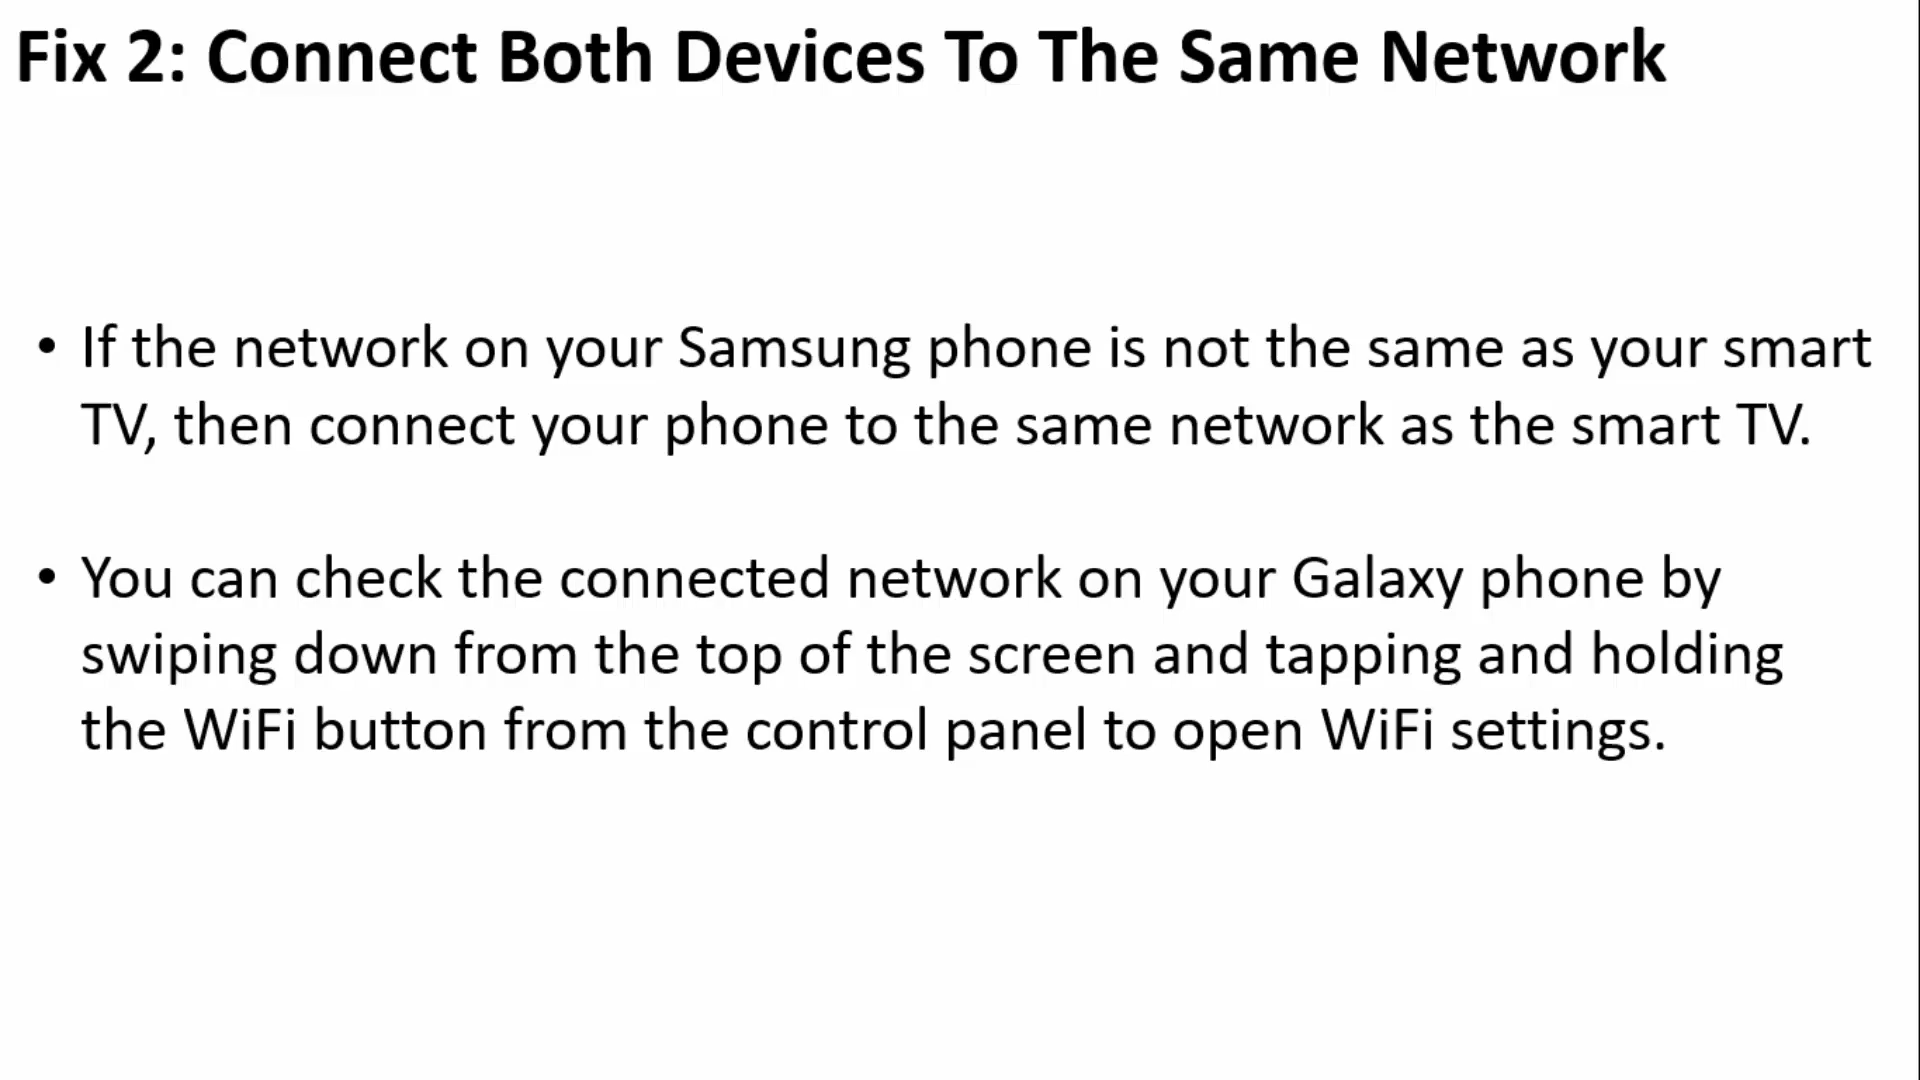 Fix 2: Connect Both Devices To The Same Network
• If the network on your Samsung phone is not the same as your smart
TV, then connect your phone to the same network as the smart TV.
• You can check the connected network on your Galaxy phone by
swiping down from the top of the screen and tapping and holding
the WiFi button from the control panel to open WiFi settings.